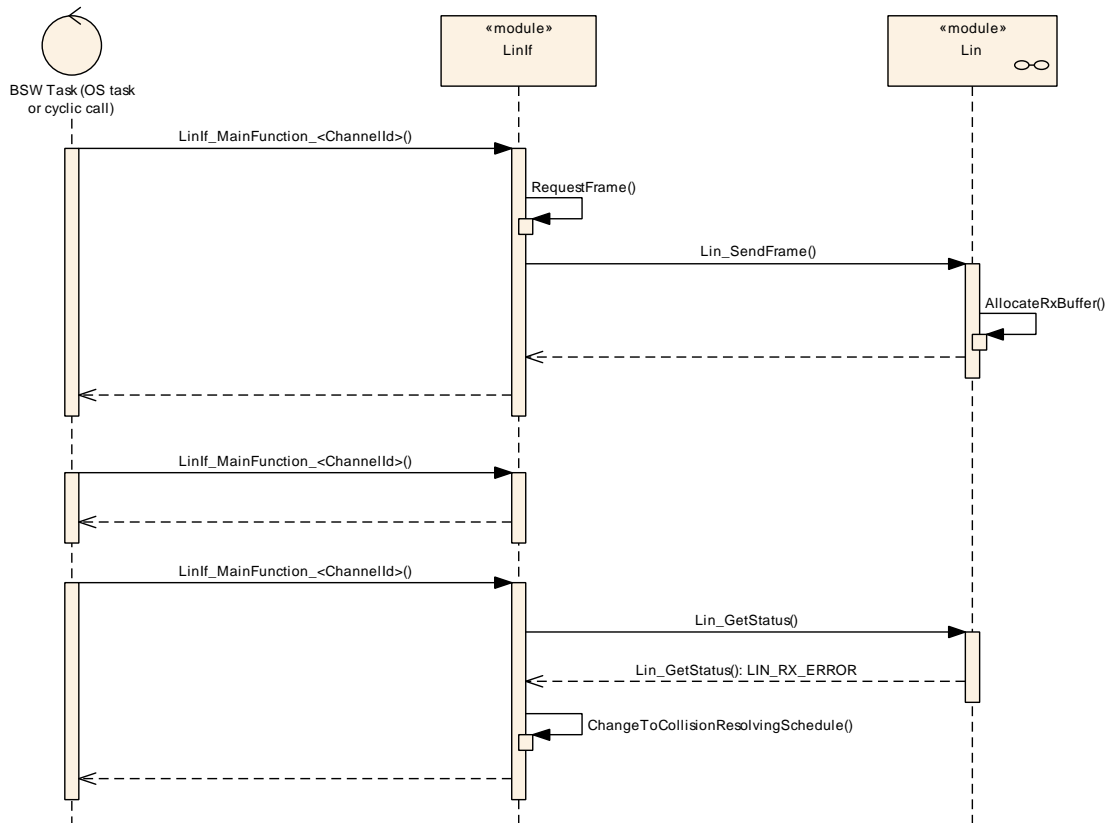 «module»
LinIf
«module»
Lin
BSW Task (OS task
or cyclic call)
LinIf_MainFunction_<ChannelId>()
RequestFrame()
Lin_SendFrame()
AllocateRxBuffer()
LinIf_MainFunction_<ChannelId>()
LinIf_MainFunction_<ChannelId>()
Lin_GetStatus()
Lin_GetStatus(): LIN_RX_ERROR
ChangeToCollisionResolvingSchedule()